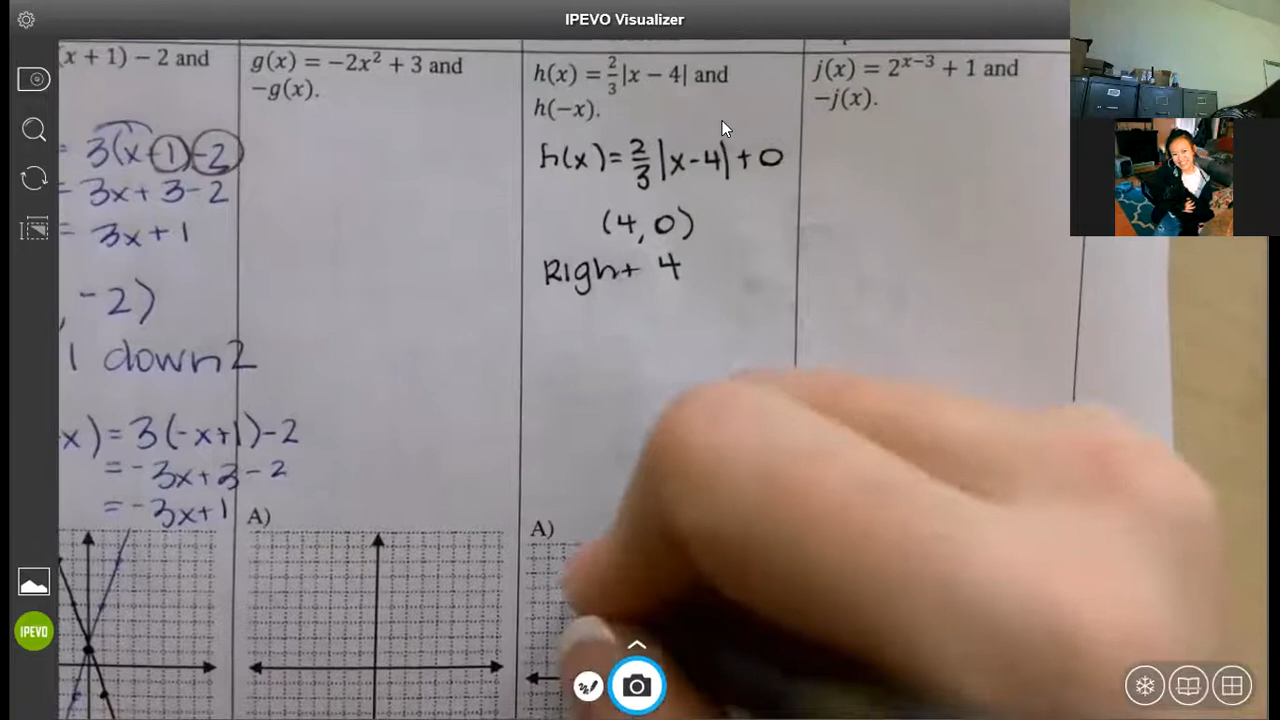 IPEVO Visualizer
(x + 1) − 2 and
= 3(x+1)-2
= 3x + 3 - 2
= 3x + 1
, -2)
1 down 2
x) = 3(-x+1)-2
= -3x+3-2
= -3x+1
g(x) = −2x² + 3 and
−g(x).
A)
h(x) = 2/3|x − 4| and
h(−x).
h(x) = 2/3|x-4|+0
(4, 0)
Right 4
A)
j(x) = 2ˣ⁻³ + 1 and
−j(x).
IPEVO